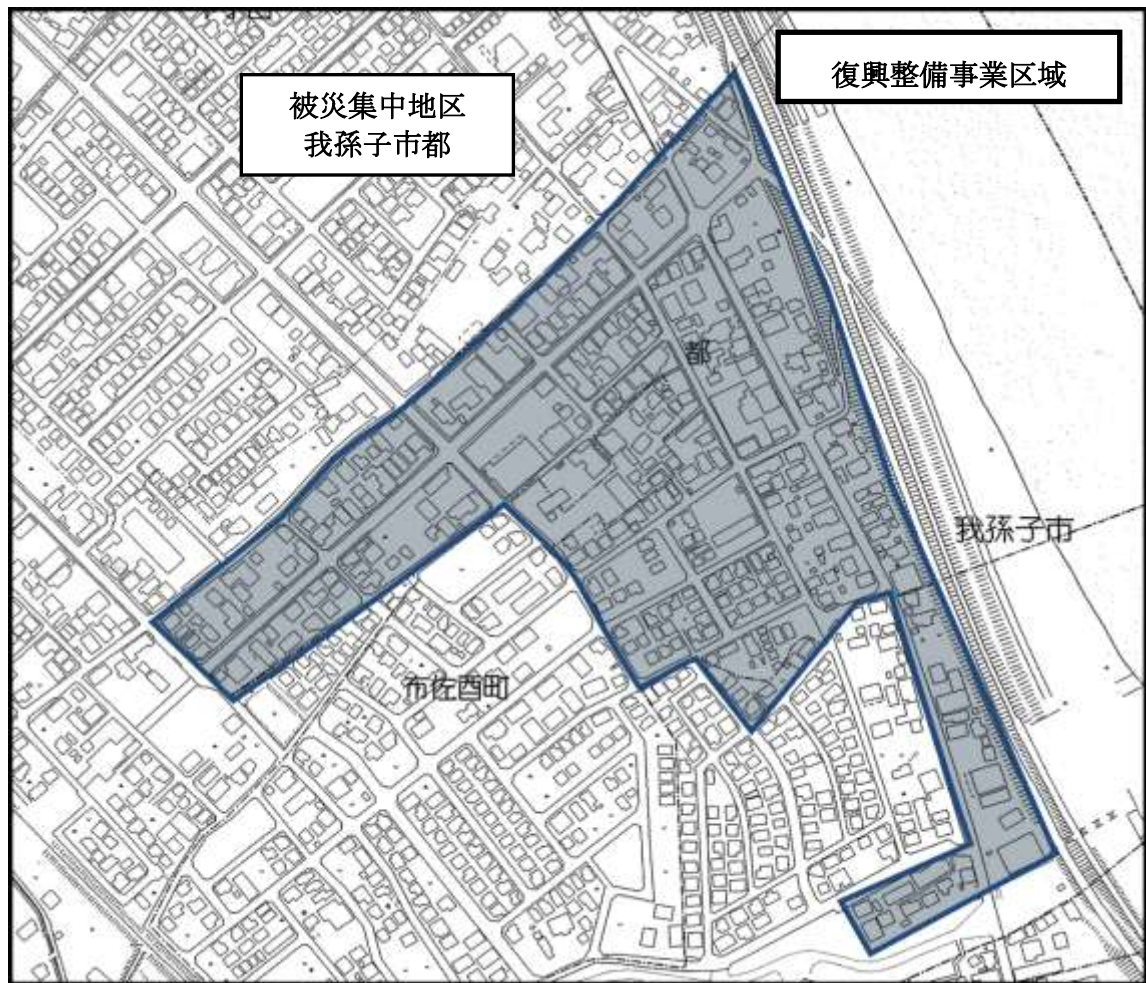 復興整備事業区域
被災集中地区
我孫子市都
都
我孫子市
布佐酉町